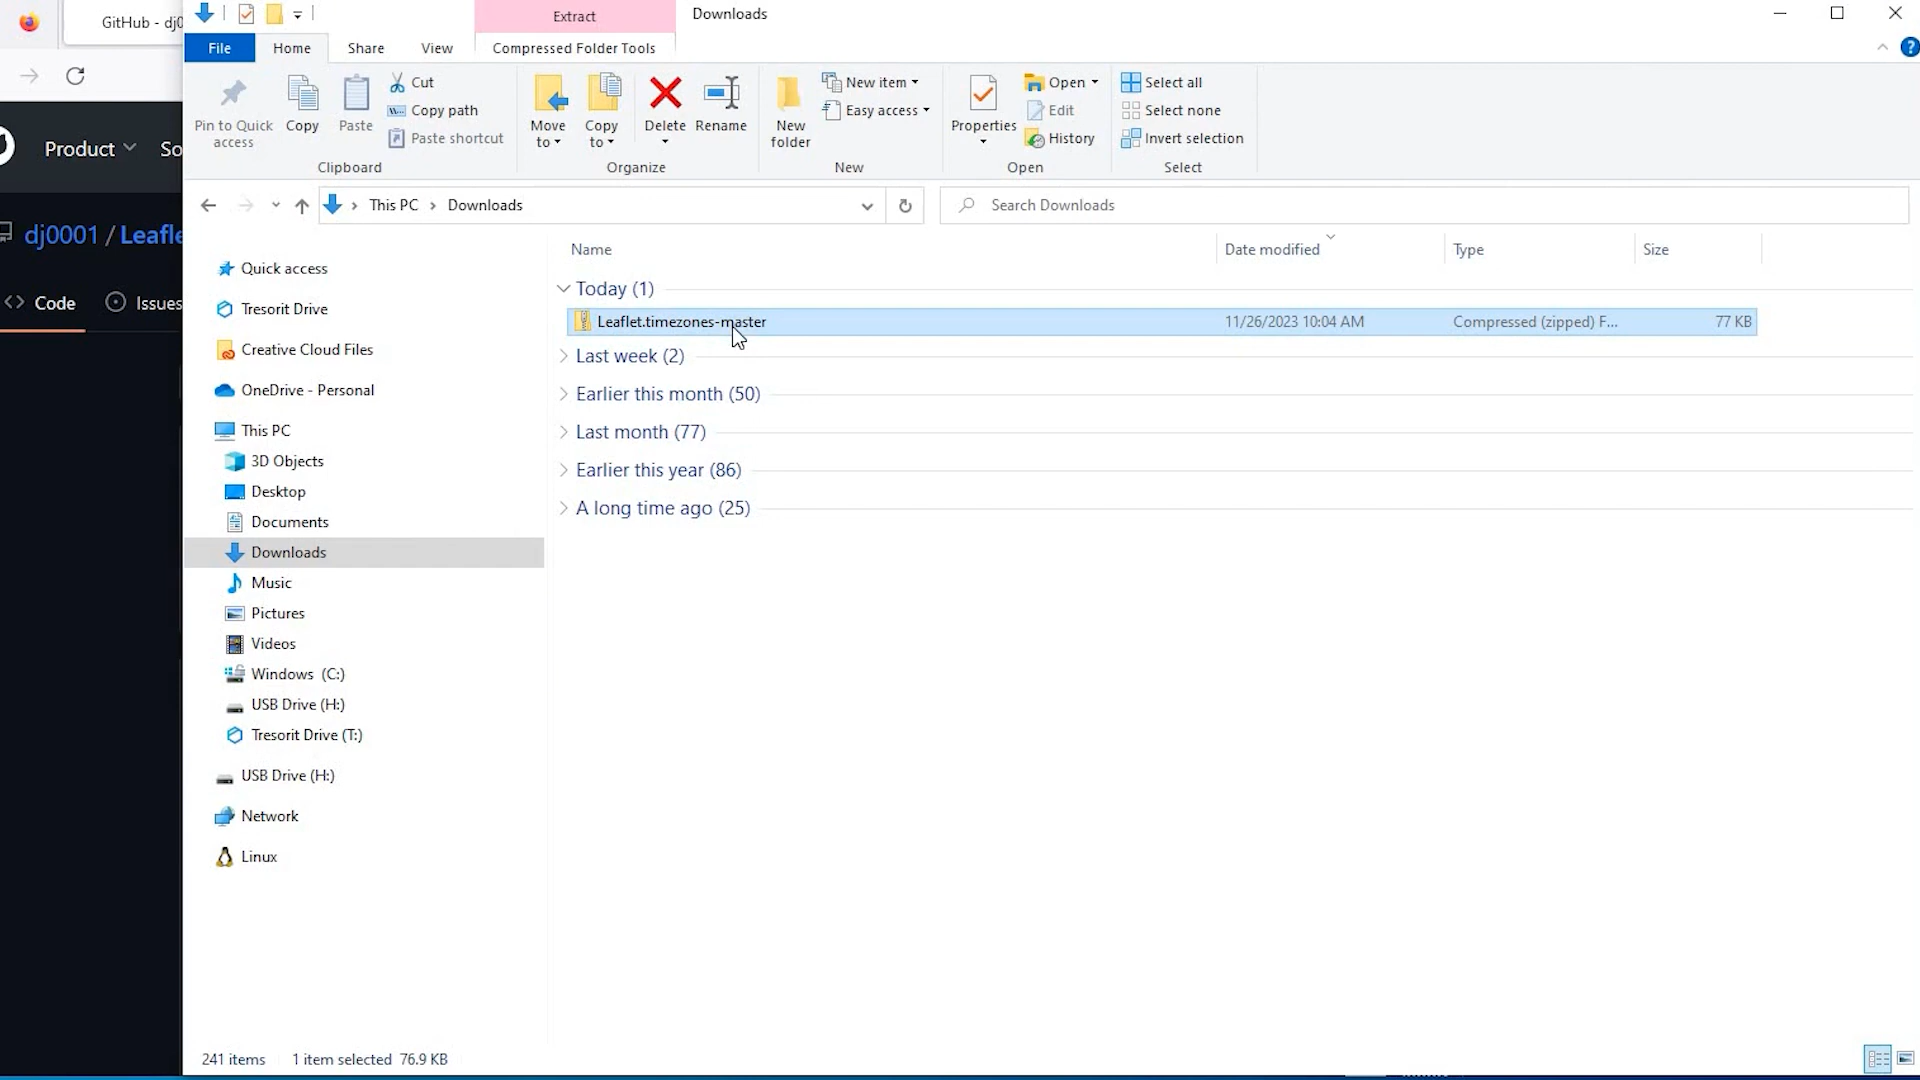 GitHub - dj0
Extract
Downloads
File
Home
Share
View
Compressed Folder Tools
Pin to Quick access
Copy
Paste
Cut
Copy path
Paste shortcut
Clipboard
Move to
Copy to
Delete
Rename
Organize
New folder
New item
Easy access
New
Properties
Open
Edit
History
Open
Select all
Select none
Invert selection
Select
Product
So
This PC
Downloads
Search Downloads
dj0001 / Leafle
Code
Issues
Name
Date modified
Type
Size
Today (1)
Leaflet.timezones-master 11/26/2023 10:04 AM Compressed (zipped) F... 77 KB
Last week (2)
Earlier this month (50)
Last month (77)
Earlier this year (86)
A long time ago (25)
Quick access
Tresorit Drive
Creative Cloud Files
OneDrive - Personal
This PC
3D Objects
Desktop
Documents
Downloads
Music
Pictures
Videos
Windows (C:)
USB Drive (H:)
Tresorit Drive (T:)
USB Drive (H:)
Network
Linux
241 items
1 item selected 76.9 KB